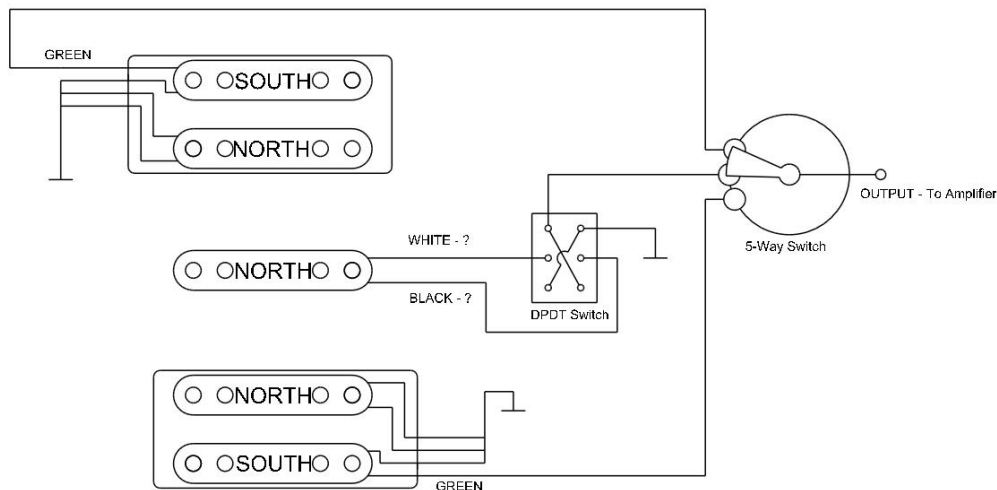 GREEN
SOUTH
NORTH
OUTPUT - To Amplifier
5-Way Switch
WHITE - ?
NORTH
BLACK - ?
DPDT Switch
NORTH
SOUTH
GREEN